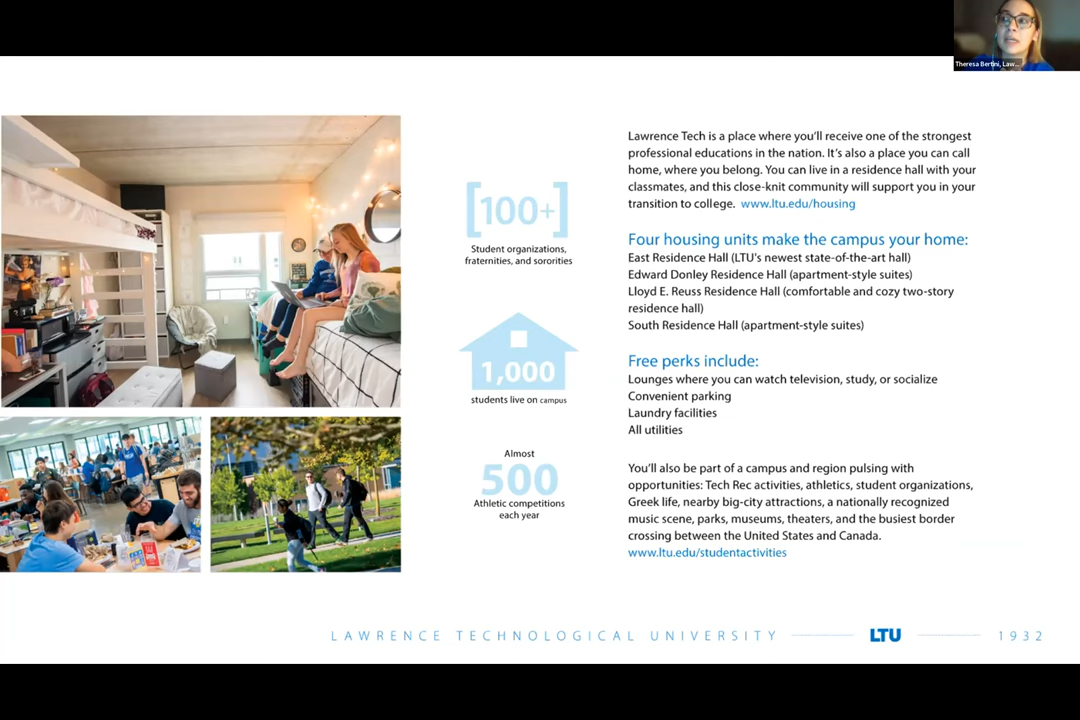 Theresa Bertini, Law...
Lawrence Tech is a place where you'll receive one of the strongest
professional educations in the nation. It's also a place you can call
home, where you belong. You can live in a residence hall with your
classmates, and this close-knit community will support you in your
transition to college. www.ltu.edu/housing
[100+]
Student organizations,
fraternities, and sororities
Four housing units make the campus your home:
East Residence Hall (LTU's newest state-of-the-art hall)
Edward Donley Residence Hall (apartment-style suites)
Lloyd E. Reuss Residence Hall (comfortable and cozy two-story
residence hall)
South Residence Hall (apartment-style suites)
1,000
students live on campus
Free perks include:
Lounges where you can watch television, study, or socialize
Convenient parking
Laundry facilities
All utilities
Almost
500
Athletic competitions
each year
You'll also be part of a campus and region pulsing with
opportunities: Tech Rec activities, athletics, student organizations,
Greek life, nearby big-city attractions, a nationally recognized
music scene, parks, museums, theaters, and the busiest border
crossing between the United States and Canada.
www.ltu.edu/studentactivities
LAWRENCE TECHNOLOGICAL UNIVERSITY LTU 1932